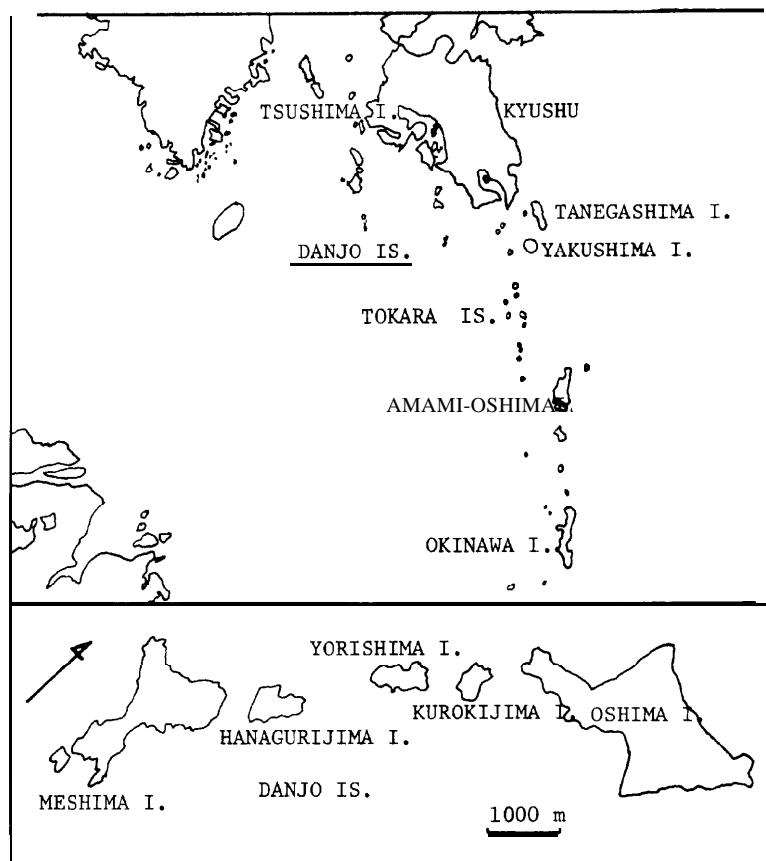 TSUSHIMA I.
KYUSHU
TANEGASHIMA I.
DANJO IS.
YAKUSHIMA I.
TOKARA IS.
AMAMI-OSHIMA
OKINAWA I.
YORISHIMA I.
KUROKIJIMA I.
OSHIMA I.
HANAGURIJIMA I.
DANJO IS.
MESHIMA I.
1000 m